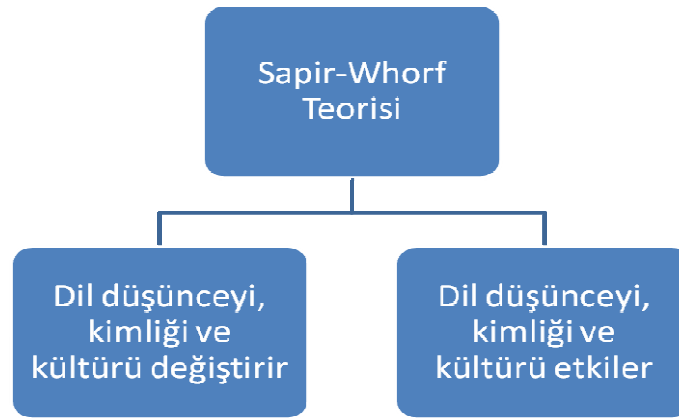 Sapir-Whorf
Teorisi
Dil düşünceyi,
kimliği ve
kültürü değiştirir
Dil düşünceyi,
kimliği ve
kültürü etkiler